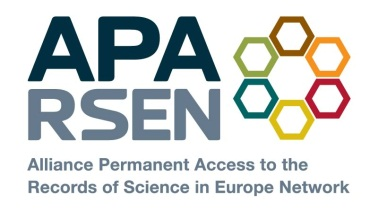 APA
RSEN
Alliance Permanent Access to the
Records of Science in Europe Network